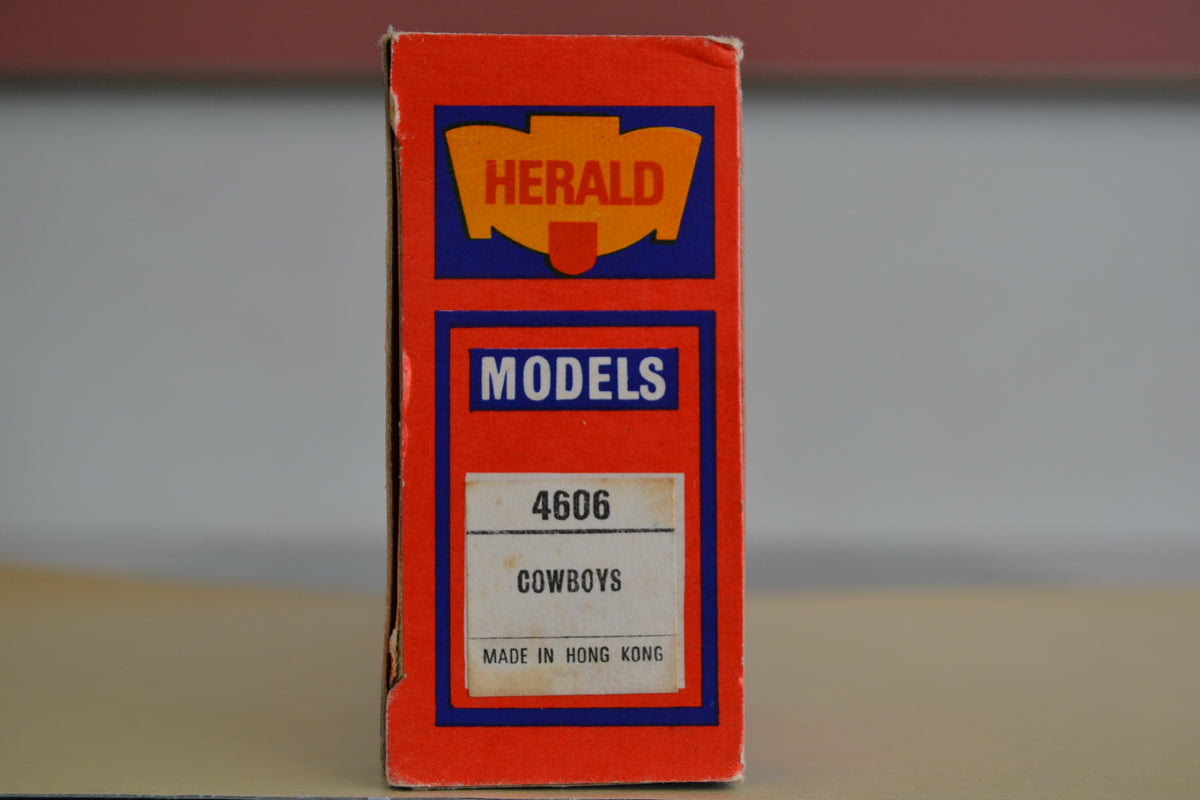 HERALD
MODELS
4606
COWBOYS
MADE IN HONG KONG